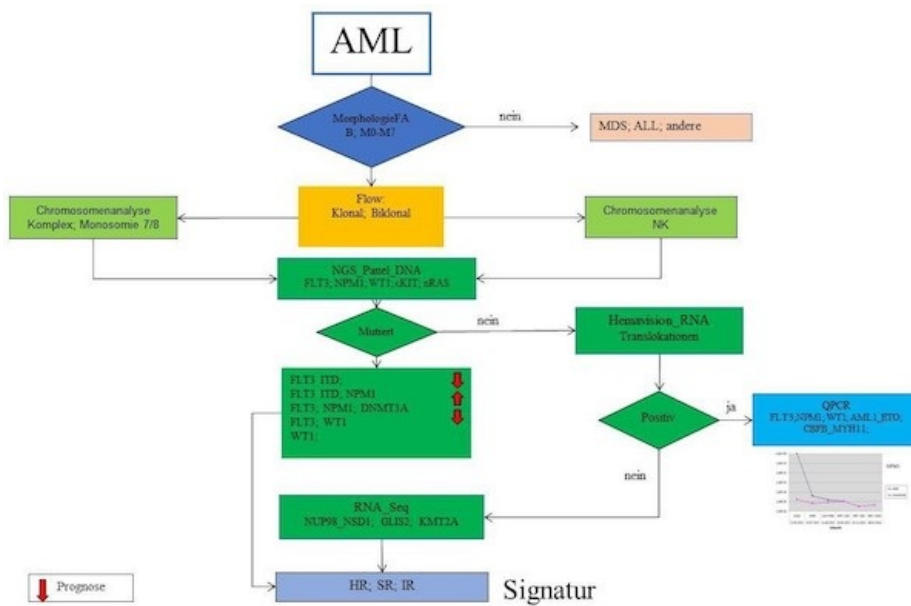 AML
MorphologieFA
B; M0-M7
nein
MDS; ALL; andere
Flow:
Klonal; Biklonal
Chromosomenanalyse
Komplex; Monosomie 7/8
Chromosomenanalyse
NK
NGS_Panel_DNA
FLT3; NPM1; WT1; cKIT; nRAS
Mutiert
nein
Hemavision_RNA
Translokationen
FLT3 ITD;
FLT3 ITD; NPM1
FLT3; NPM1; DNMT3A
FLT3; WT1
WT1;
Positiv
ja
QPCR
FLT3;NPM1; WT1; AML1_ETO;
CBFB_MYH11;
nein
RNA_Seq
NUP98_NSD1; GLIS2; KMT2A
HR; SR; IR
Signatur
Prognose